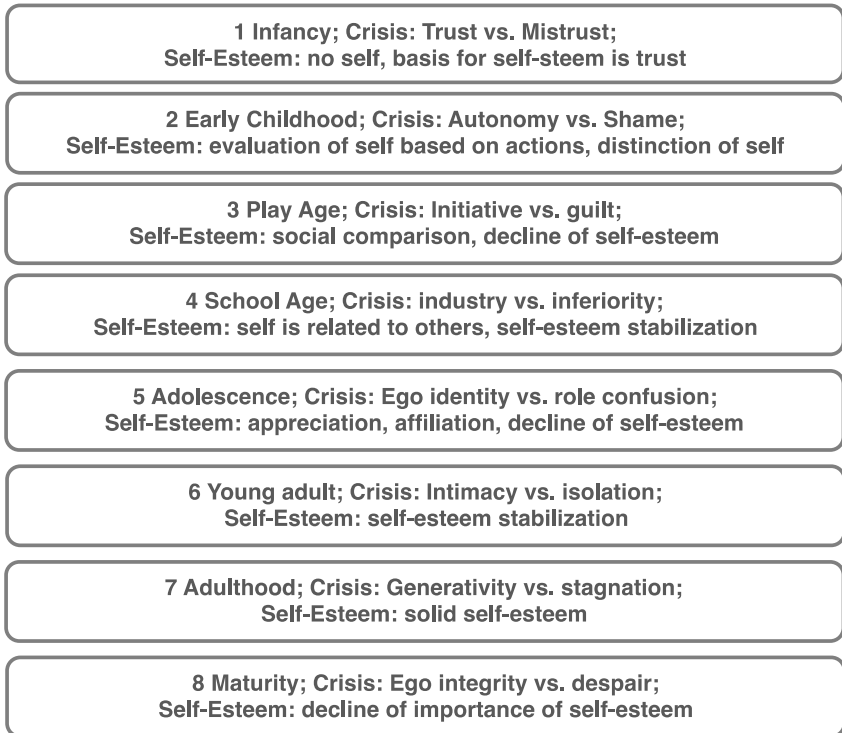 1 Infancy; Crisis: Trust vs. Mistrust;
Self-Esteem: no self, basis for self-steem is trust
2 Early Childhood; Crisis: Autonomy vs. Shame;
Self-Esteem: evaluation of self based on actions, distinction of self
3 Play Age; Crisis: Initiative vs. guilt;
Self-Esteem: social comparison, decline of self-esteem
4 School Age; Crisis: industry vs. inferiority;
Self-Esteem: self is related to others, self-esteem stabilization
5 Adolescence; Crisis: Ego identity vs. role confusion;
Self-Esteem: appreciation, affiliation, decline of self-esteem
6 Young adult; Crisis: Intimacy vs. isolation;
Self-Esteem: self-esteem stabilization
7 Adulthood; Crisis: Generativity vs. stagnation;
Self-Esteem: solid self-esteem
8 Maturity; Crisis: Ego integrity vs. despair;
Self-Esteem: decline of importance of self-esteem